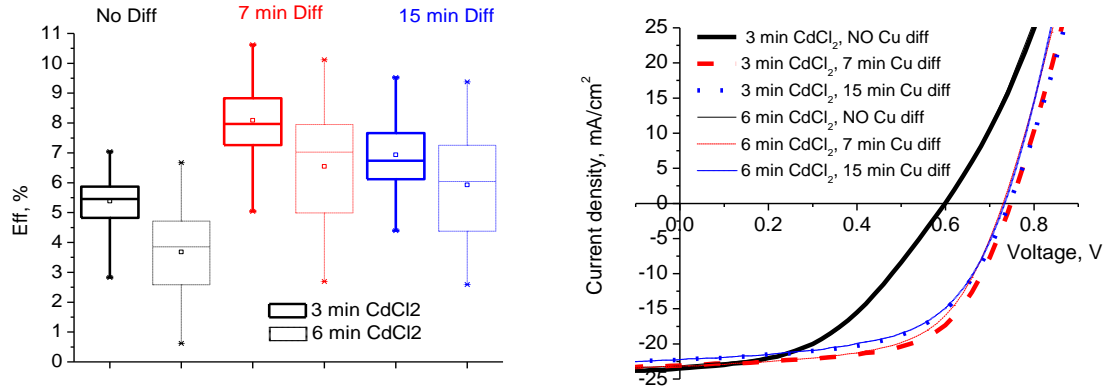 No Diff
7 min Diff
15 min Diff
11
10
9
8
7
6
5
4
3
2
1
0
Eff, %
3 min CdCl2
6 min CdCl2
25
20
15
10
5
0
-5
-10
-15
-20
-25
Current density, mA/cm²
3 min CdCl₂, NO Cu diff
3 min CdCl₂, 7 min Cu diff
3 min CdCl₂, 15 min Cu diff
6 min CdCl₂, NO Cu diff
6 min CdCl₂, 7 min Cu diff
6 min CdCl₂, 15 min Cu diff
0.0 0.2 0.4 0.6 0.8
Voltage, V